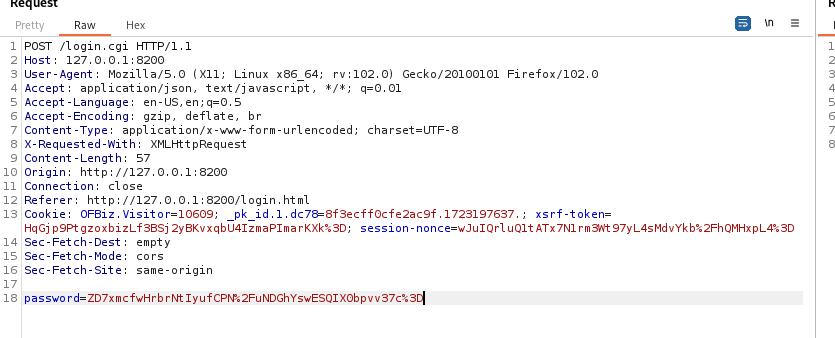 Request
R
Pretty Raw Hex \n
1 POST /login.cgi HTTP/1.1
2 Host: 127.0.0.1:8200
3 User-Agent: Mozilla/5.0 (X11; Linux x86_64; rv:102.0) Gecko/20100101 Firefox/102.0
4 Accept: application/json, text/javascript, */*; q=0.01
5 Accept-Language: en-US,en;q=0.5
6 Accept-Encoding: gzip, deflate, br
7 Content-Type: application/x-www-form-urlencoded; charset=UTF-8
8 X-Requested-With: XMLHttpRequest
9 Content-Length: 57
10 Origin: http://127.0.0.1:8200
11 Connection: close
12 Referer: http://127.0.0.1:8200/login.html
13 Cookie: OFBiz.Visitor=10609; _pk_id.1.dc78=8f3ecff0cfe2ac9f.1723197637.; xsrf-token=
HqGjp9PtgzoxbizLf3BSj2yBKvxqbU4IzmaPImarKXk%3D; session-nonce=wJuIQrluQ1tATx7N1rm3Wt97yL4sMdvYkb%2FhQMHxpL4%3D
14 Sec-Fetch-Dest: empty
15 Sec-Fetch-Mode: cors
16 Sec-Fetch-Site: same-origin
17
18 password=ZD7xmcfwHrbrNtIyufCPN%2FuNDGhYswESQIX0bpvv37c%3D
1
2
3
4
5
6
7
8